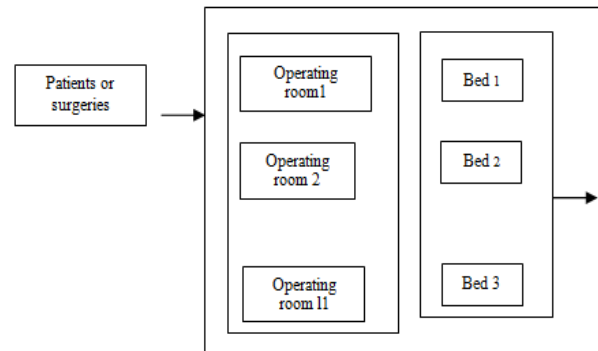 Patients or
surgeries
Operating
room1
Operating
room 2
Operating
room l1
Bed 1
Bed 2
Bed 3